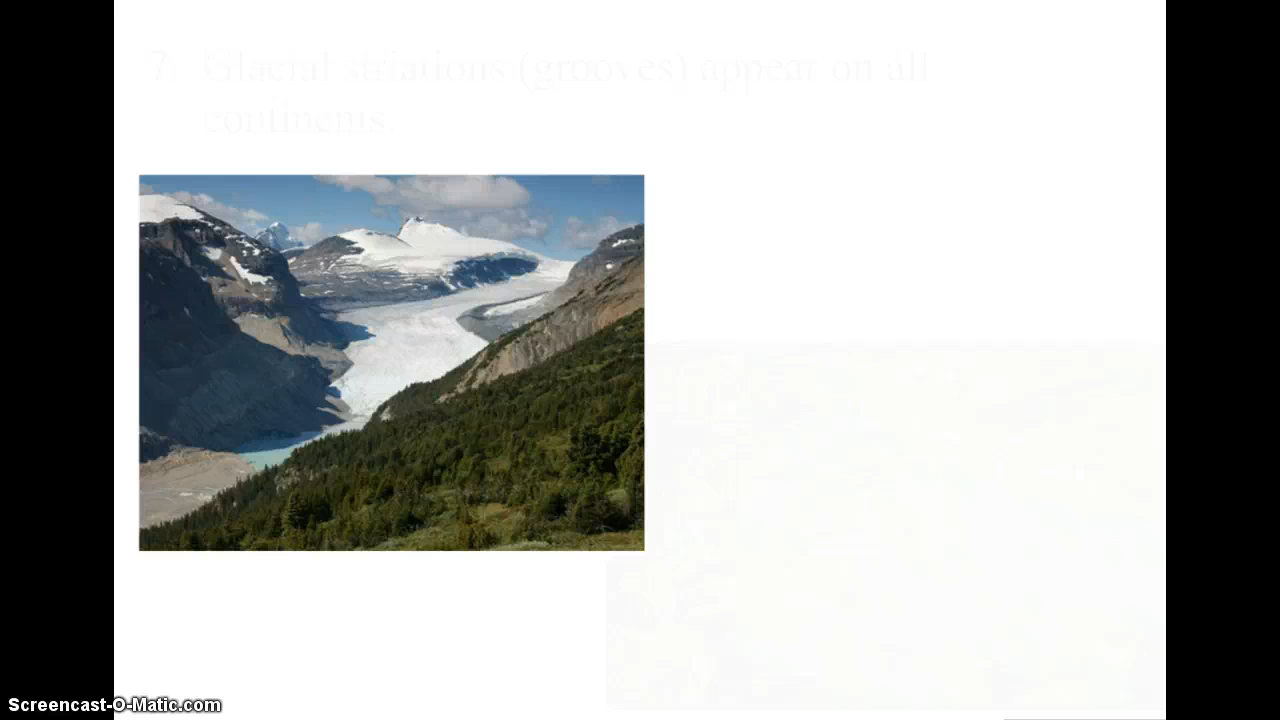 7. Glacial striations (grooves) appear on all
continents
Screencast-O-Matic.com